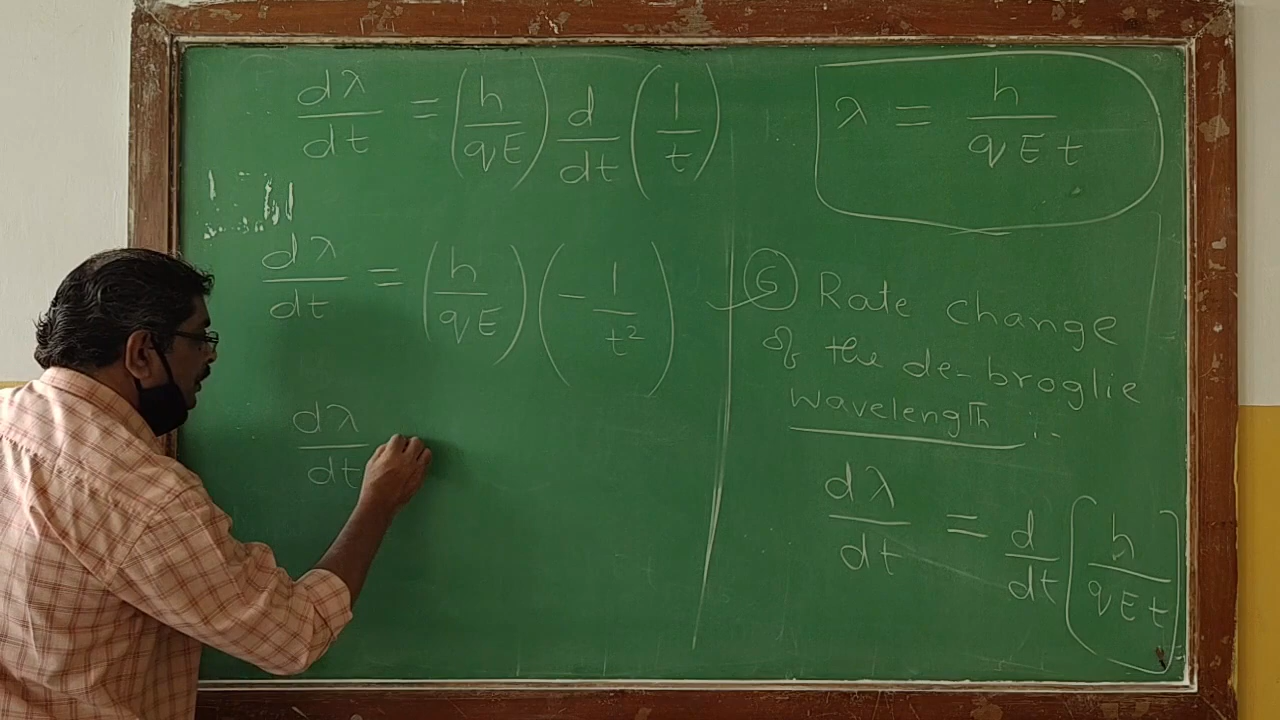 λ = h / qEt
⑥ Rate change
of the de-broglie
wavelength :-
dλ/dt = d/dt [h / qEt]
dλ/dt = (h/qE) d/dt (1/t)
dλ/dt = (h/qE) (- 1/t²)
dλ/dt